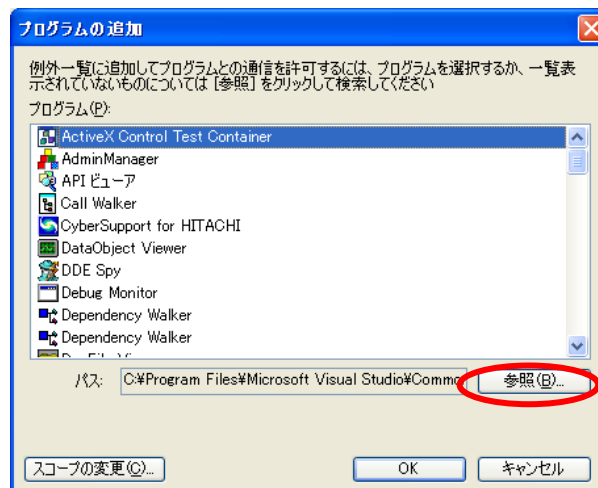 プログラムの追加
例外一覧に追加してプログラムとの通信を許可するには、プログラムを選択するか、一覧表
示されていないものについては [参照] をクリックして検索してください
プログラム(P):
ActiveX Control Test Container
AdminManager
API ビューア
Call Walker
CyberSupport for HITACHI
DataObject Viewer
DDE Spy
Debug Monitor
Dependency Walker
Dependency Walker
パス: C:¥Program Files¥Microsoft Visual Studio¥Commo 参照(B)...
スコープの変更(C)... OK キャンセル